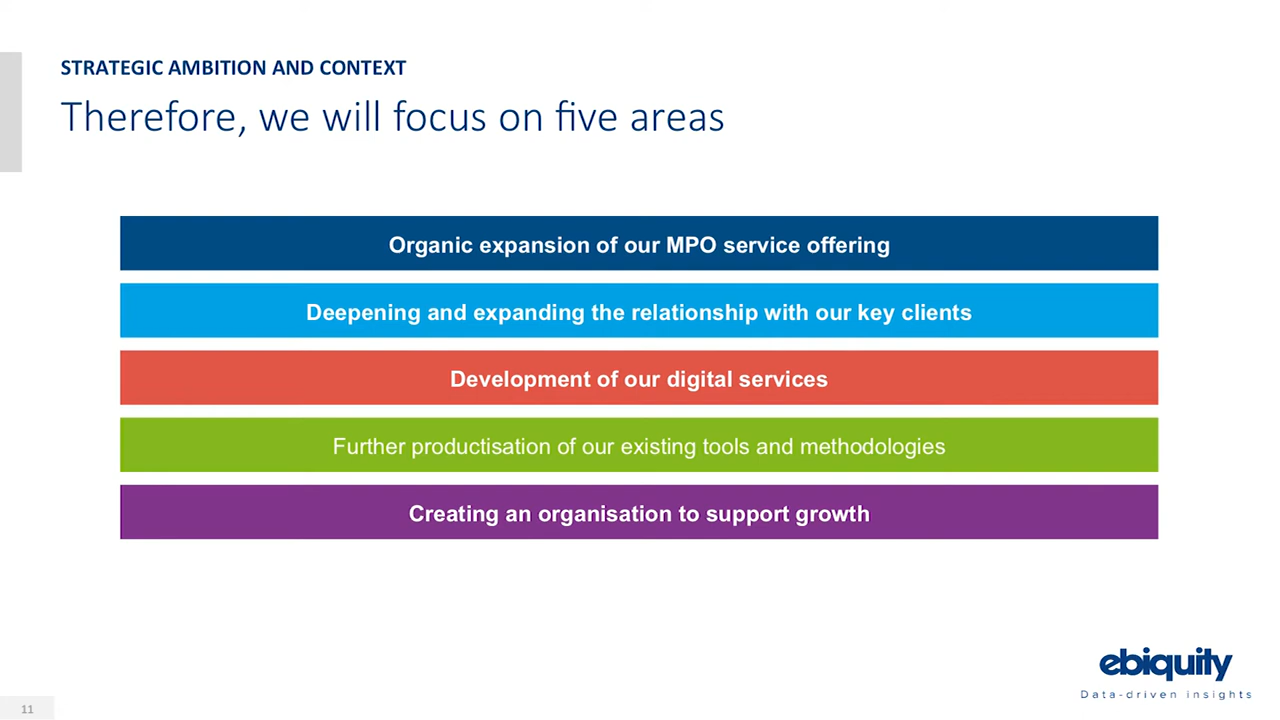 STRATEGIC AMBITION AND CONTEXT
Therefore, we will focus on five areas
Organic expansion of our MPO service offering
Deepening and expanding the relationship with our key clients
Development of our digital services
Further productisation of our existing tools and methodologies
Creating an organisation to support growth
ebiquity
Data-driven insights
11